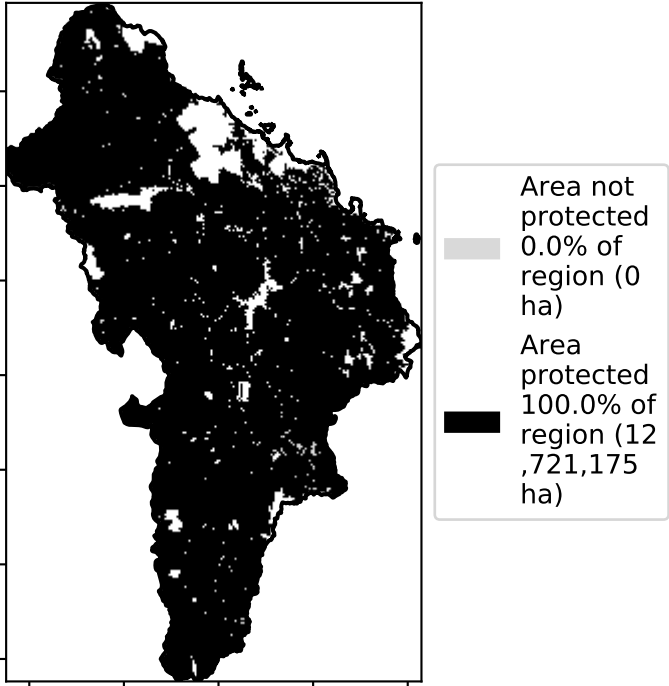 Area not
protected
0.0% of
region (0
ha)
Area
protected
100.0% of
region (12
,721,175
ha)